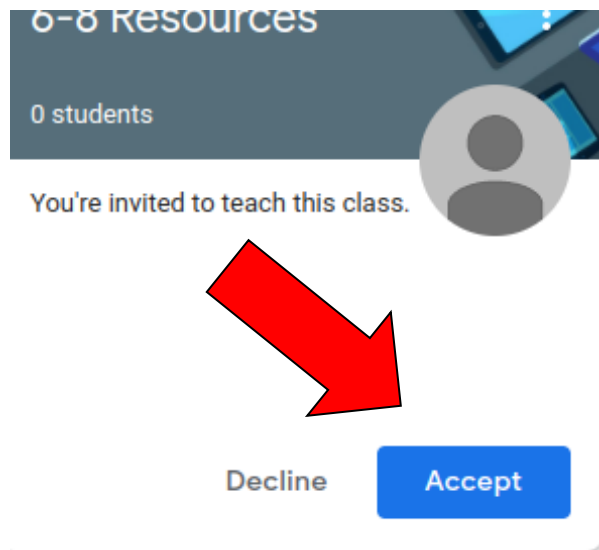 6-8 Resources
0 students
You're invited to teach this class.
Decline Accept